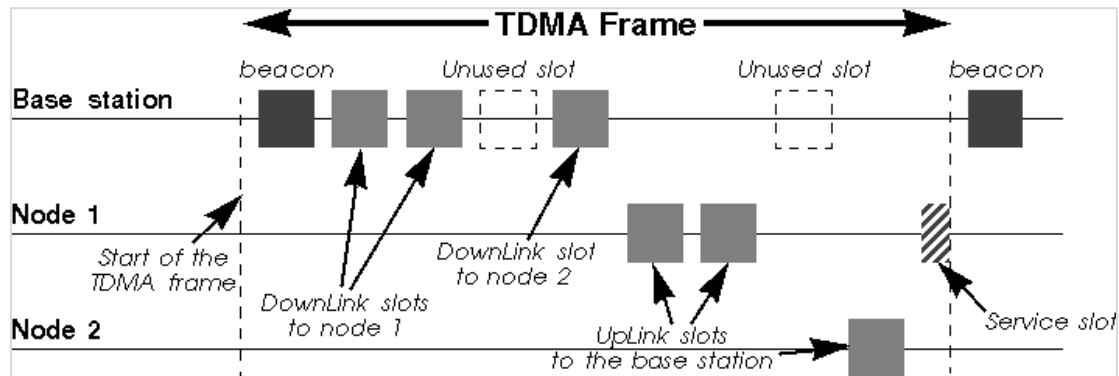 TDMA Frame
beacon
Unused slot
Unused slot
beacon
Base station
Node 1
Start of the
TDMA frame
DownLink slots
to node 1
DownLink slot
to node 2
UpLink slots
to the base station
Service slot
Node 2